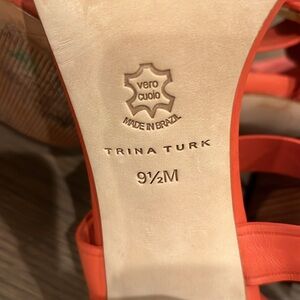 vero
cuoio
MADE IN BRAZIL
TRINA TURK
9½M